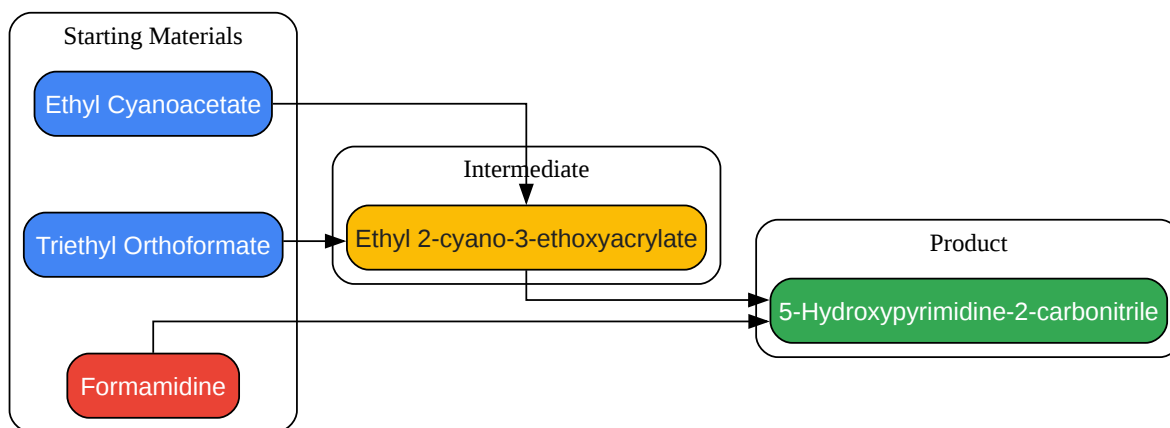 Starting Materials
Ethyl Cyanoacetate
Triethyl Orthoformate
Formamidine
Intermediate
Ethyl 2-cyano-3-ethoxyacrylate
Product
5-Hydroxypyrimidine-2-carbonitrile